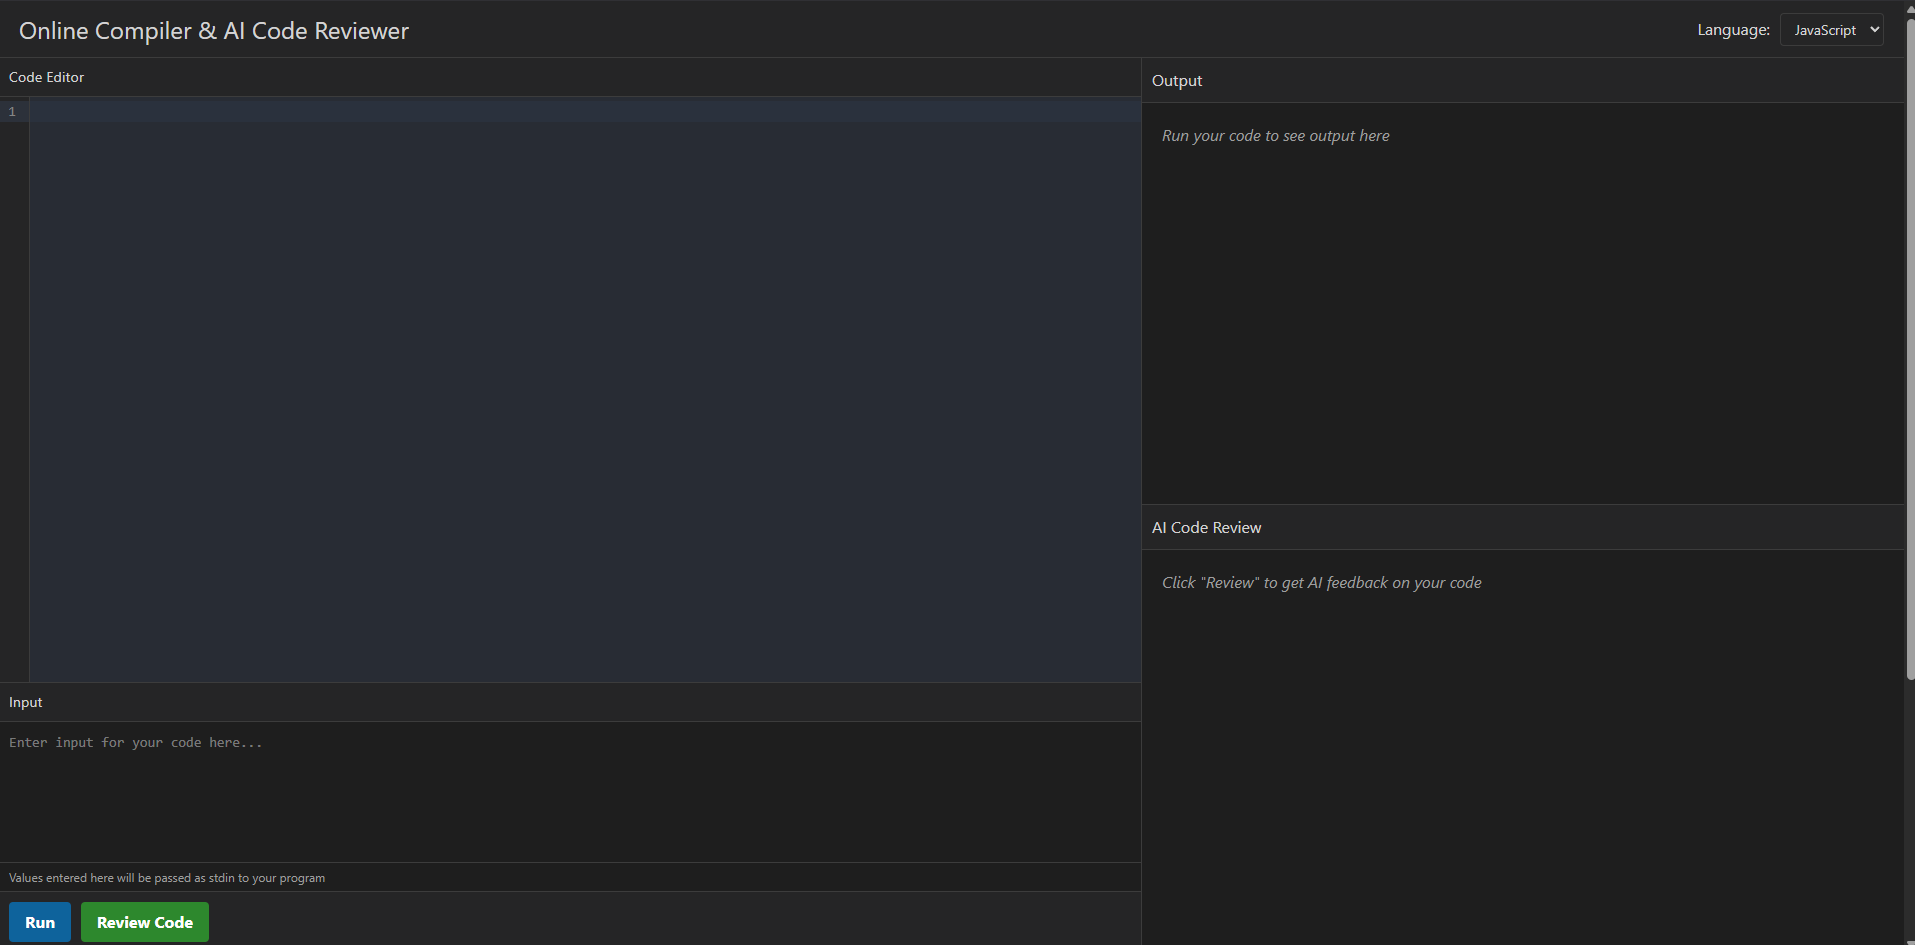 Online Compiler & AI Code Reviewer
Language: JavaScript
Code Editor
1
Input
Enter input for your code here...
Values entered here will be passed as stdin to your program
Run
Review Code
Output
Run your code to see output here
AI Code Review
Click "Review" to get AI feedback on your code